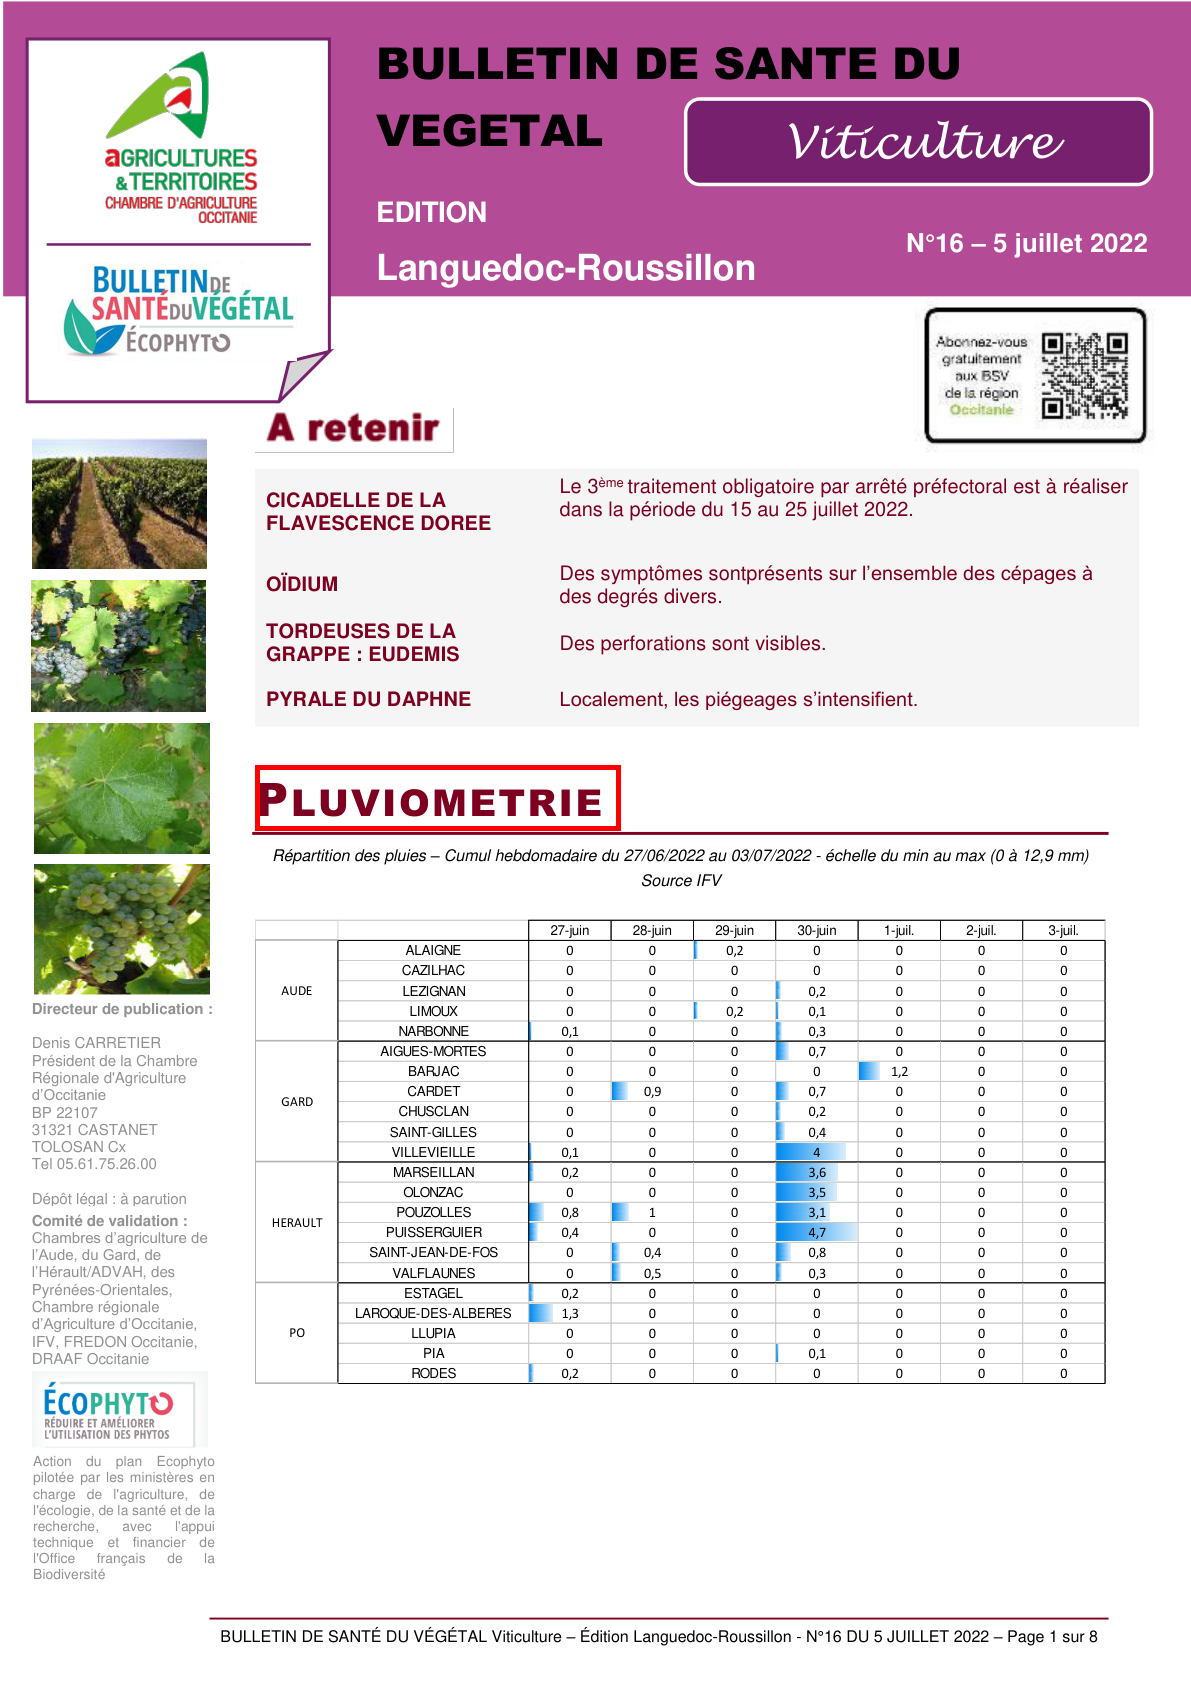 BULLETIN DE SANTE DU
VEGETAL
Viticulture
EDITION
Languedoc-Roussillon
N°16 – 5 juillet 2022
aGRICULTURES
&TERRITOIRES
CHAMBRE D'AGRICULTURE
OCCITANIE
BULLETIN DE
SANTÉ DU VÉGÉTAL
ÉCOPHYTO
Abonnez-vous
gratuitement
aux BSV
de la région
Occitanie
A retenir
CICADELLE DE LA
FLAVESCENCE DOREE
Le 3ème traitement obligatoire par arrêté préfectoral est à réaliser
dans la période du 15 au 25 juillet 2022.
OÏDIUM
Des symptômes sontprésents sur l'ensemble des cépages à
des degrés divers.
TORDEUSES DE LA
GRAPPE : EUDEMIS
Des perforations sont visibles.
PYRALE DU DAPHNE
Localement, les piégeages s'intensifient.
PLUVIOMETRIE
Répartition des pluies – Cumul hebdomadaire du 27/06/2022 au 03/07/2022 - échelle du min au max (0 à 12,9 mm)
Source IFV
27-juin 28-juin 29-juin 30-juin 1-juil. 2-juil. 3-juil.
AUDE
ALAIGNE 0 0 0,2 0 0 0 0
CAZILHAC 0 0 0 0 0 0 0
LEZIGNAN 0 0 0 0,2 0 0 0
LIMOUX 0 0 0,2 0,1 0 0 0
NARBONNE 0,1 0 0 0,3 0 0 0
GARD
AIGUES-MORTES 0 0 0 0,7 0 0 0
BARJAC 0 0 0 0 1,2 0 0
CARDET 0 0,9 0 0,7 0 0 0
CHUSCLAN 0 0 0 0,2 0 0 0
SAINT-GILLES 0 0 0 0,4 0 0 0
VILLEVIEILLE 0,1 0 0 4 0 0 0
HERAULT
MARSEILLAN 0,2 0 0 3,6 0 0 0
OLONZAC 0 0 0 3,5 0 0 0
POUZOLLES 0,8 1 0 3,1 0 0 0
PUISSERGUIER 0,4 0 0 4,7 0 0 0
SAINT-JEAN-DE-FOS 0 0,4 0 0,8 0 0 0
VALFLAUNES 0 0,5 0 0,3 0 0 0
PO
ESTAGEL 0,2 0 0 0 0 0 0
LAROQUE-DES-ALBERES 1,3 0 0 0 0 0 0
LLUPIA 0 0 0 0 0 0 0
PIA 0 0 0 0,1 0 0 0
RODES 0,2 0 0 0 0 0 0
Directeur de publication :
Denis CARRETIER
Président de la Chambre
Régionale d'Agriculture
d'Occitanie
BP 22107
31321 CASTANET
TOLOSAN Cx
Tel 05.61.75.26.00
Dépôt légal : à parution
Comité de validation :
Chambres d'agriculture de
l'Aude, du Gard, de
l'Hérault/ADVAH, des
Pyrénées-Orientales,
Chambre régionale
d'Agriculture d'Occitanie,
IFV, FREDON Occitanie,
DRAAF Occitanie
ÉCOPHYTO
RÉDUIRE ET AMÉLIORER
L'UTILISATION DES PHYTOS
Action du plan Ecophyto
pilotée par les ministères en
charge de l'agriculture, de
l'écologie, de la santé et de la
recherche, avec l'appui
technique et financier de
l'Office français de la
Biodiversité
BULLETIN DE SANTÉ DU VÉGÉTAL Viticulture – Édition Languedoc-Roussillon - N°16 DU 5 JUILLET 2022 – Page 1 sur 8